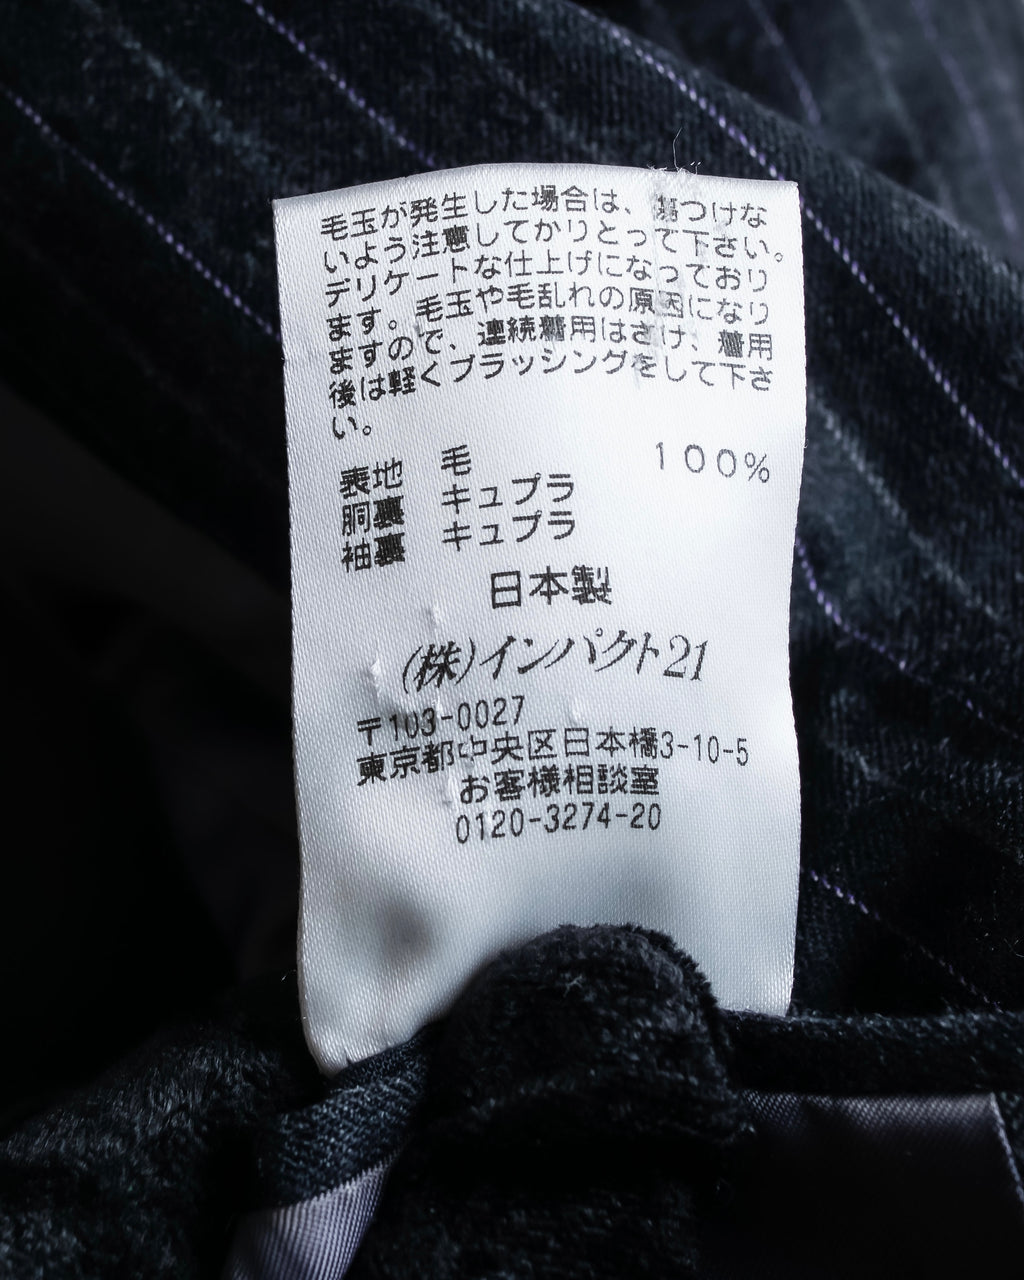 毛玉が発生した場合は、傷つけな
いよう注意してかりとって下さい。
デリケートな仕上げになっており
ます。毛玉や毛乱れの原因になり
ますので、連続着用はさけ、着用
後は軽くブラッシングをして下さ
い。
表地 毛 100%
胴裏 キュプラ
袖裏 キュプラ
日本製
(株)インパクト21
〒103-0027
東京都中央区日本橋3-10-5
お客様相談室
0120-3274-20